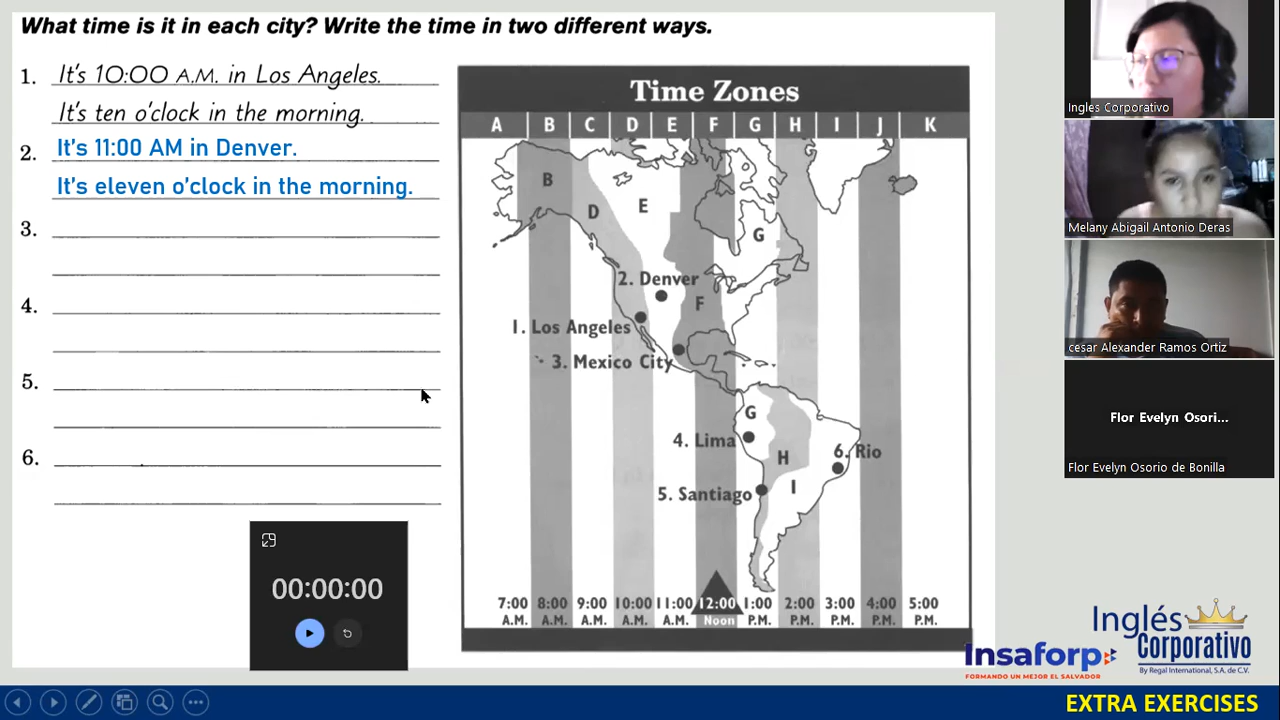 What time is it in each city? Write the time in two different ways.
1. It's 10:00 A.M. in Los Angeles.
It's ten o'clock in the morning.
2. It's 11:00 AM in Denver.
It's eleven o'clock in the morning.
3.
4.
5.
6.
00:00:00
Time Zones
A B C D E F G H I J K
B
D
E
G
2. Denver
F
1. Los Angeles
3. Mexico City
G
4. Lima
H
6. Rio
5. Santiago
I
7:00 8:00 9:00 10:00 11:00 12:00 1:00 2:00 3:00 4:00 5:00
A.M. A.M. A.M. A.M. A.M. Noon P.M. P.M. P.M. P.M. P.M.
Ingles Corporativo
Melany Abigail Antonio Deras
cesar Alexander Ramos Ortiz
Flor Evelyn Osori...
Flor Evelyn Osorio de Bonilla
Inglés
Corporativo
By Regal International, S.A. de C.V.
Insaforp
FORMANDO UN MEJOR EL SALVADOR
EXTRA EXERCISES